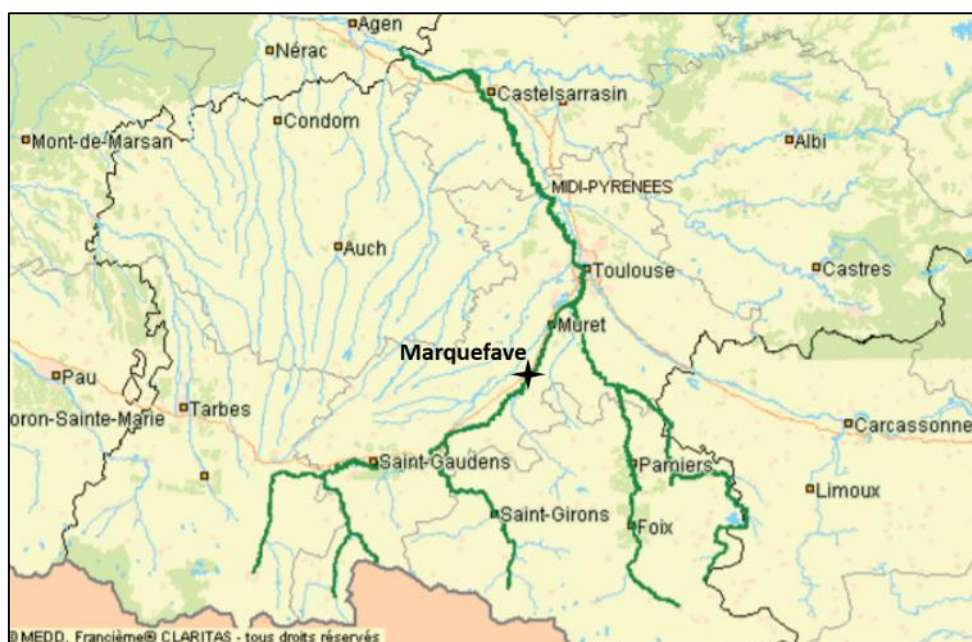 Agen
Nérac
Castelsarrasin
Condom
Mont-de-Marsan
Albi
MIDI-PYRENEES
Auch
Toulouse
Castres
Muret
Marquefave
Pau
Tarbes
oron-Sainte-Marie
Carcassonne
Saint-Gaudens
Pamiers
Limoux
Saint-Girons
Foix
© MEDD, Francième© CLARITAS - tous droits réservés